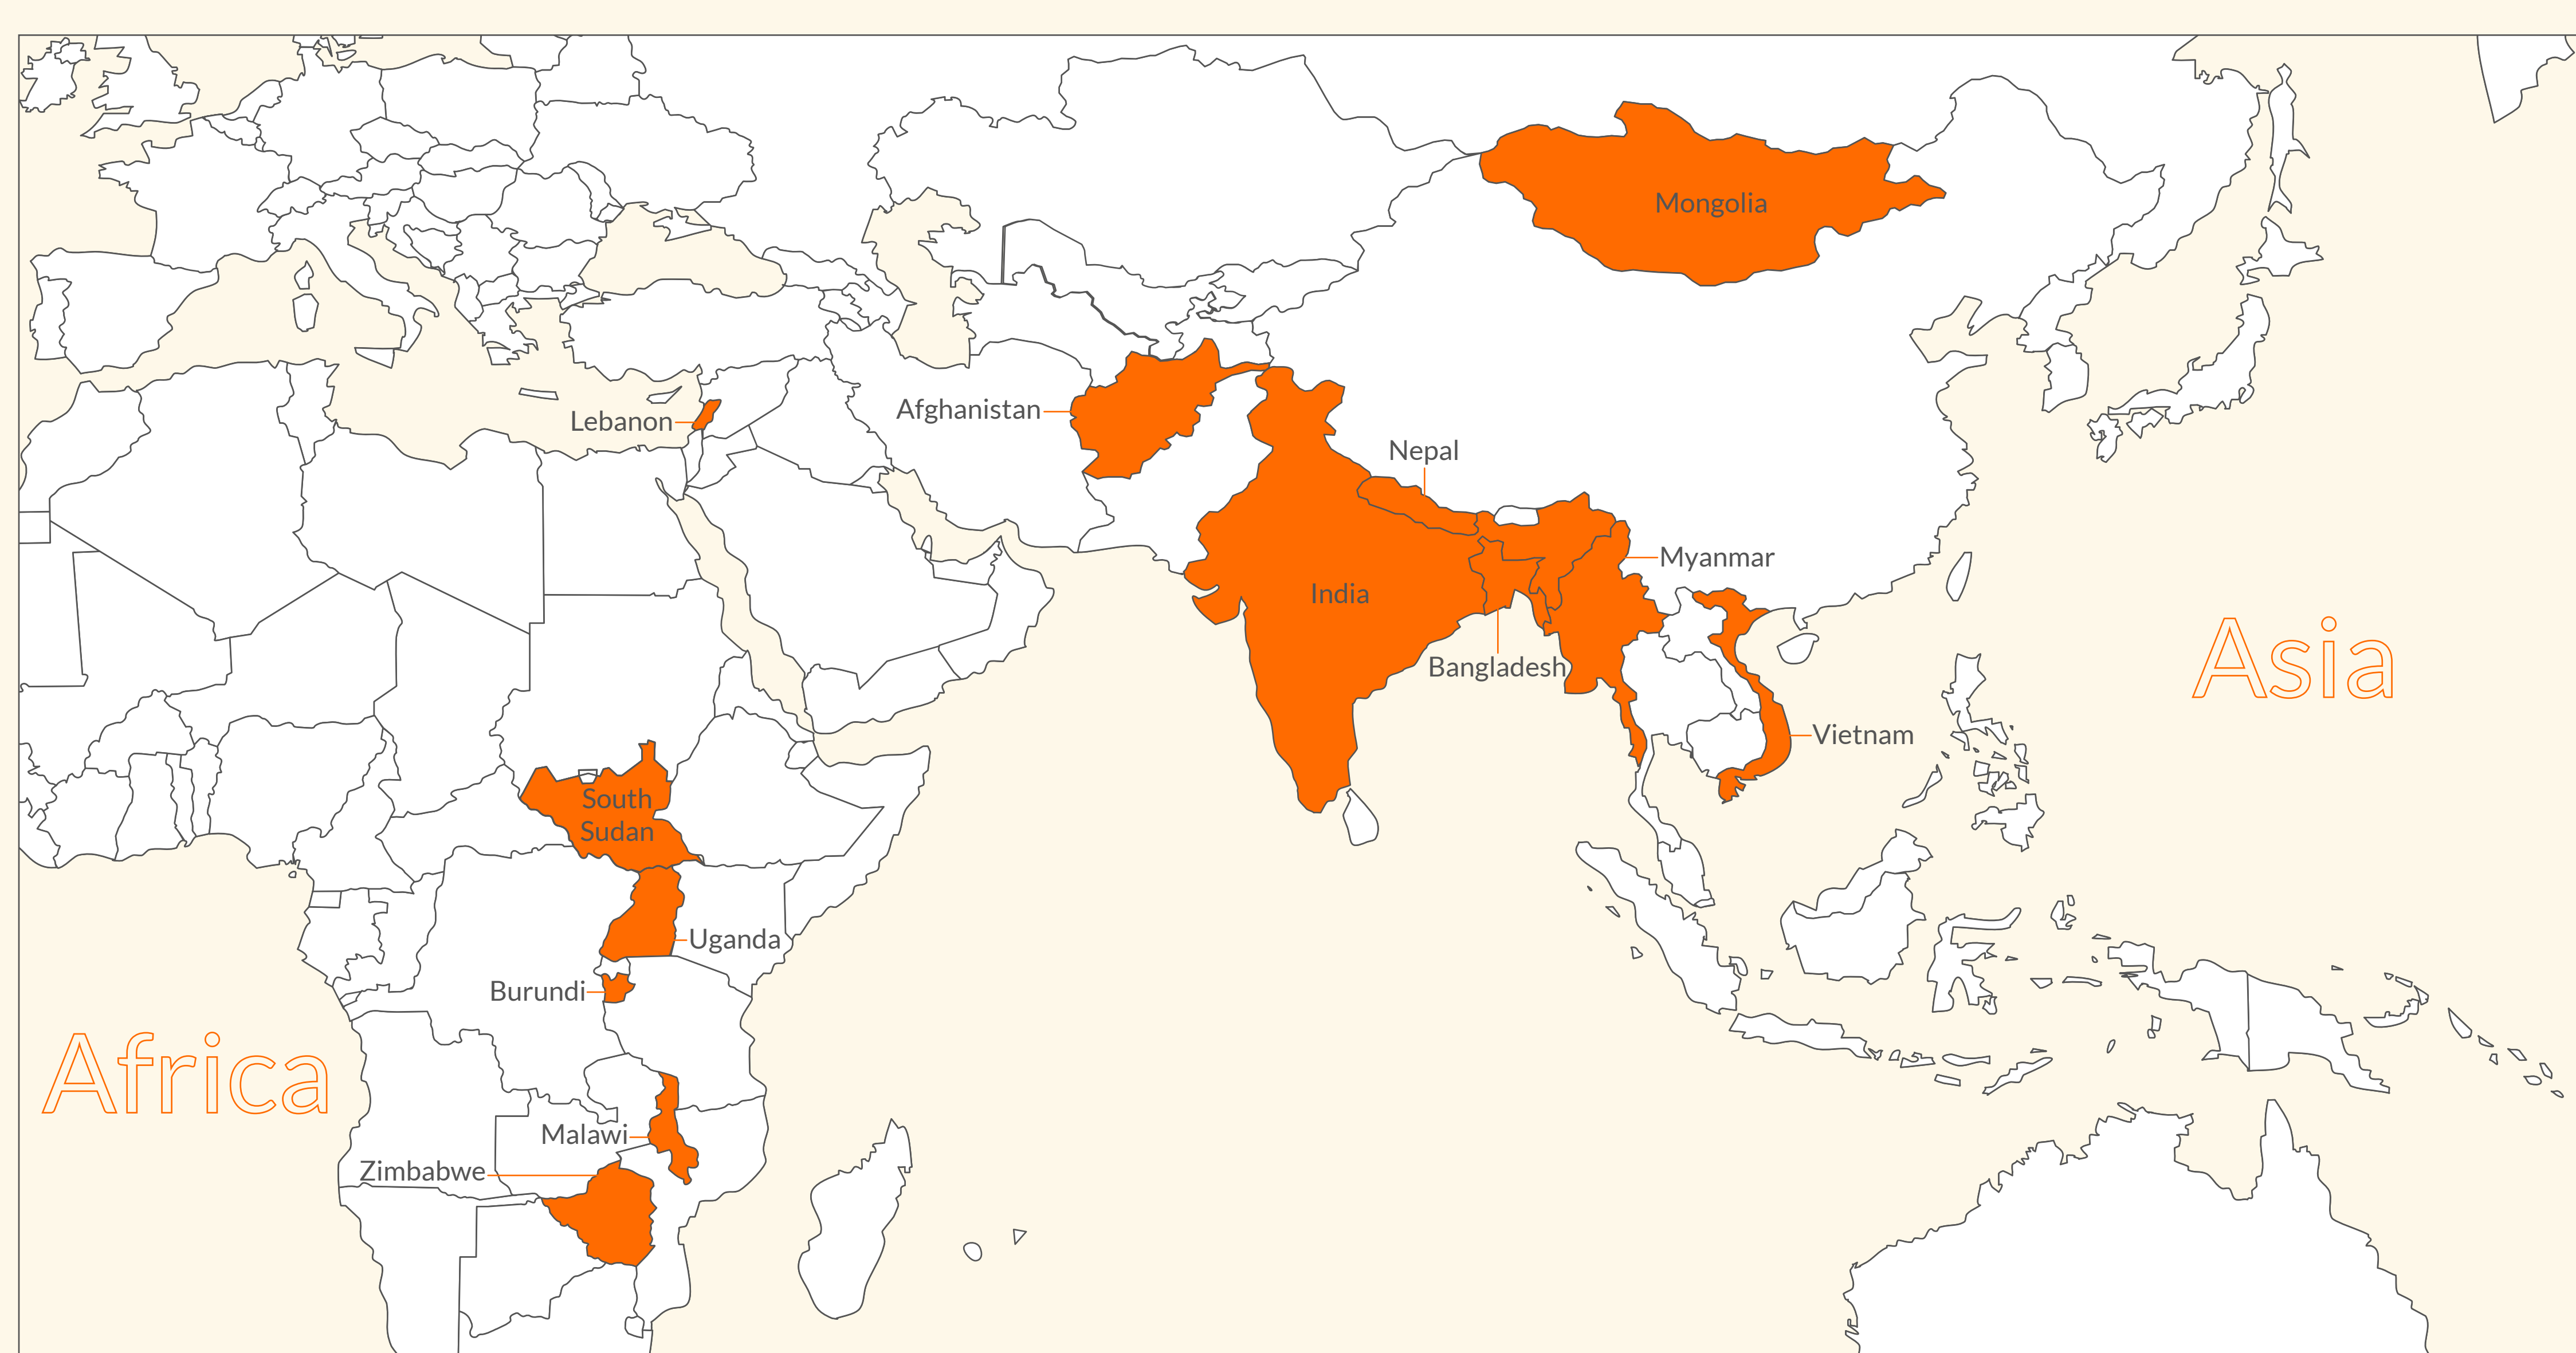 Mongolia
Afghanistan
Lebanon
Nepal
Myanmar
India
Bangladesh
Asia
Vietnam
South
Sudan
Uganda
Burundi
Africa
Malawi
Zimbabwe